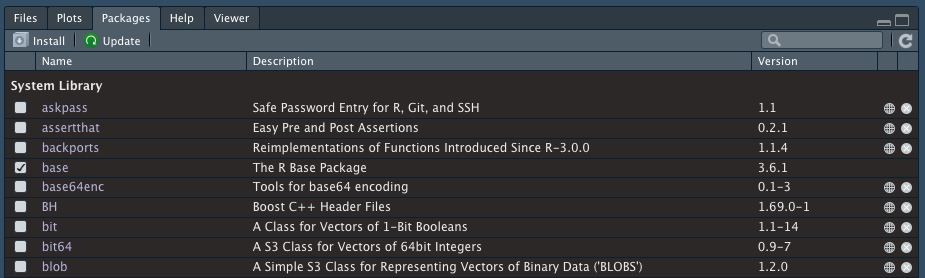 Files Plots Packages Help Viewer
Install Update
Name Description Version
System Library
askpass Safe Password Entry for R, Git, and SSH 1.1
assertthat Easy Pre and Post Assertions 0.2.1
backports Reimplementations of Functions Introduced Since R-3.0.0 1.1.4
base The R Base Package 3.6.1
base64enc Tools for base64 encoding 0.1-3
BH Boost C++ Header Files 1.69.0-1
bit A Class for Vectors of 1-Bit Booleans 1.1-14
bit64 A S3 Class for Vectors of 64bit Integers 0.9-7
blob A Simple S3 Class for Representing Vectors of Binary Data ('BLOBS') 1.2.0